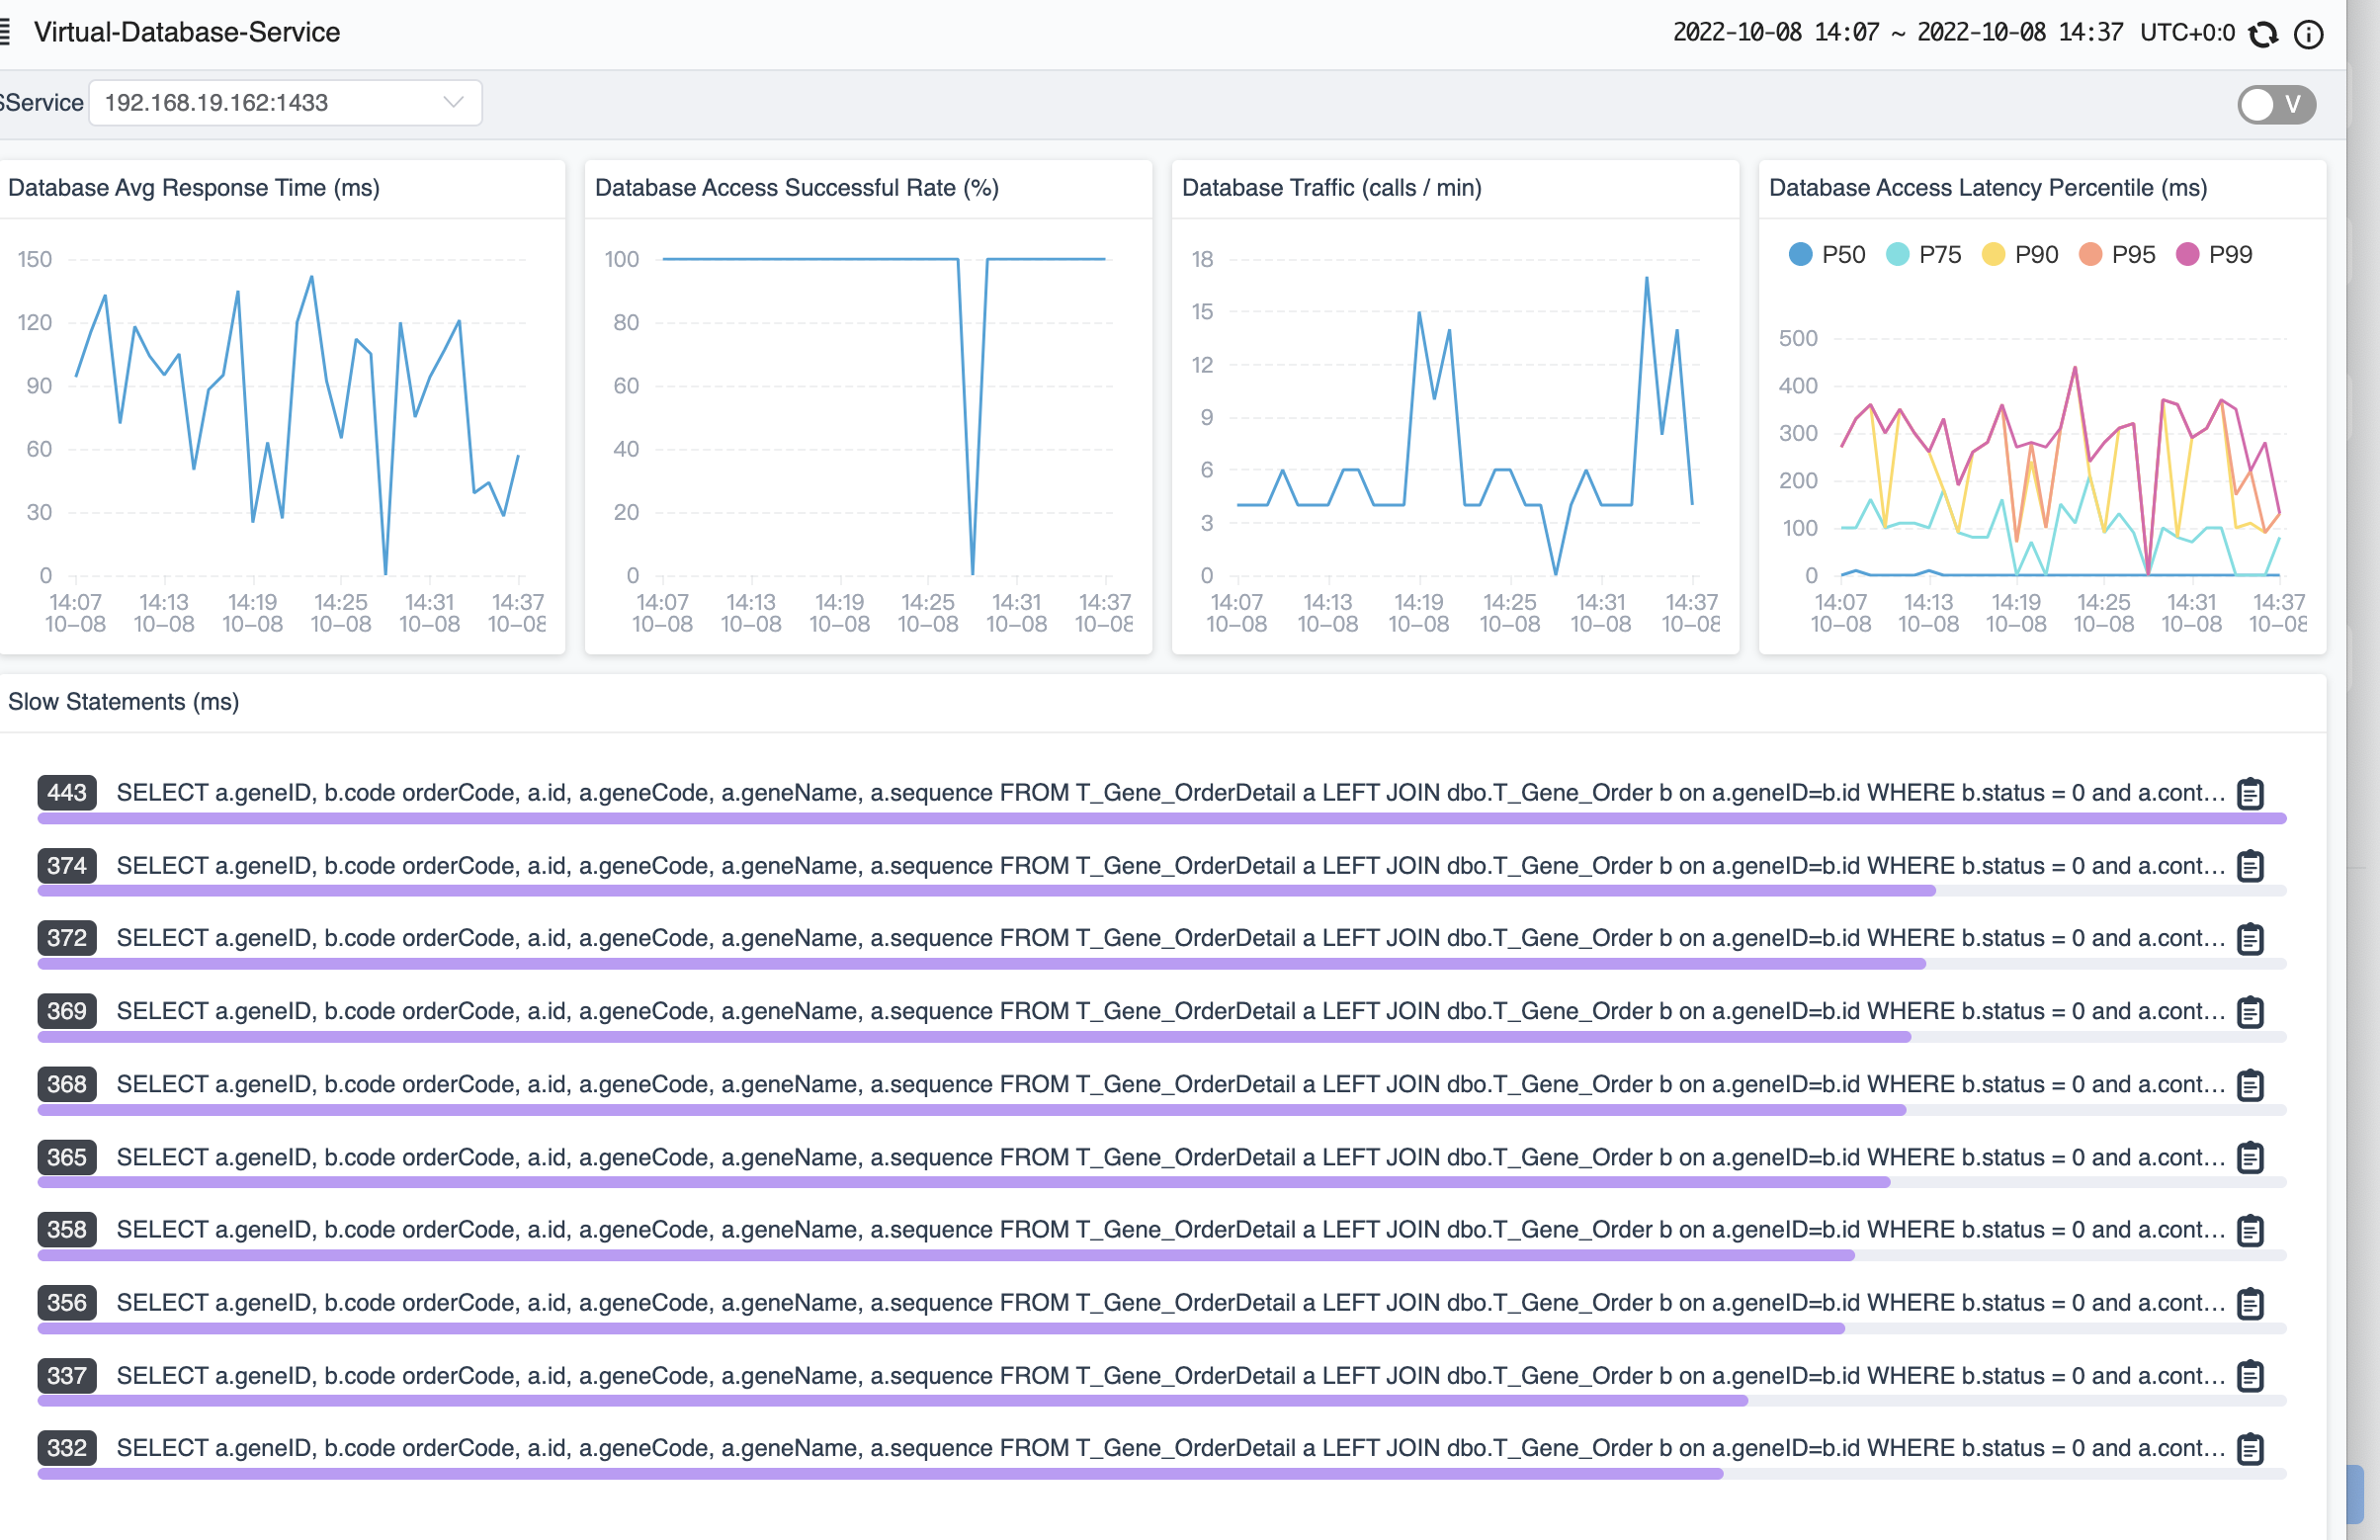 Virtual-Database-Service
2022-10-08 14:07 ~ 2022-10-08 14:37 UTC+0:0
Service 192.168.19.162:1433
V
Database Avg Response Time (ms)
150
120
90
60
30
0
14:07 14:13 14:19 14:25 14:31 14:37
10-08 10-08 10-08 10-08 10-08 10-08
Database Access Successful Rate (%)
100
80
60
40
20
0
14:07 14:13 14:19 14:25 14:31 14:37
10-08 10-08 10-08 10-08 10-08 10-08
Database Traffic (calls / min)
18
15
12
9
6
3
0
14:07 14:13 14:19 14:25 14:31 14:37
10-08 10-08 10-08 10-08 10-08 10-08
Database Access Latency Percentile (ms)
P50 P75 P90 P95 P99
500
400
300
200
100
0
14:07 14:13 14:19 14:25 14:31 14:37
10-08 10-08 10-08 10-08 10-08 10-08
Slow Statements (ms)
443 SELECT a.geneID, b.code orderCode, a.id, a.geneCode, a.geneName, a.sequence FROM T_Gene_OrderDetail a LEFT JOIN dbo.T_Gene_Order b on a.geneID=b.id WHERE b.status = 0 and a.cont...
374 SELECT a.geneID, b.code orderCode, a.id, a.geneCode, a.geneName, a.sequence FROM T_Gene_OrderDetail a LEFT JOIN dbo.T_Gene_Order b on a.geneID=b.id WHERE b.status = 0 and a.cont...
372 SELECT a.geneID, b.code orderCode, a.id, a.geneCode, a.geneName, a.sequence FROM T_Gene_OrderDetail a LEFT JOIN dbo.T_Gene_Order b on a.geneID=b.id WHERE b.status = 0 and a.cont...
369 SELECT a.geneID, b.code orderCode, a.id, a.geneCode, a.geneName, a.sequence FROM T_Gene_OrderDetail a LEFT JOIN dbo.T_Gene_Order b on a.geneID=b.id WHERE b.status = 0 and a.cont...
368 SELECT a.geneID, b.code orderCode, a.id, a.geneCode, a.geneName, a.sequence FROM T_Gene_OrderDetail a LEFT JOIN dbo.T_Gene_Order b on a.geneID=b.id WHERE b.status = 0 and a.cont...
365 SELECT a.geneID, b.code orderCode, a.id, a.geneCode, a.geneName, a.sequence FROM T_Gene_OrderDetail a LEFT JOIN dbo.T_Gene_Order b on a.geneID=b.id WHERE b.status = 0 and a.cont...
358 SELECT a.geneID, b.code orderCode, a.id, a.geneCode, a.geneName, a.sequence FROM T_Gene_OrderDetail a LEFT JOIN dbo.T_Gene_Order b on a.geneID=b.id WHERE b.status = 0 and a.cont...
356 SELECT a.geneID, b.code orderCode, a.id, a.geneCode, a.geneName, a.sequence FROM T_Gene_OrderDetail a LEFT JOIN dbo.T_Gene_Order b on a.geneID=b.id WHERE b.status = 0 and a.cont...
337 SELECT a.geneID, b.code orderCode, a.id, a.geneCode, a.geneName, a.sequence FROM T_Gene_OrderDetail a LEFT JOIN dbo.T_Gene_Order b on a.geneID=b.id WHERE b.status = 0 and a.cont...
332 SELECT a.geneID, b.code orderCode, a.id, a.geneCode, a.geneName, a.sequence FROM T_Gene_OrderDetail a LEFT JOIN dbo.T_Gene_Order b on a.geneID=b.id WHERE b.status = 0 and a.cont...